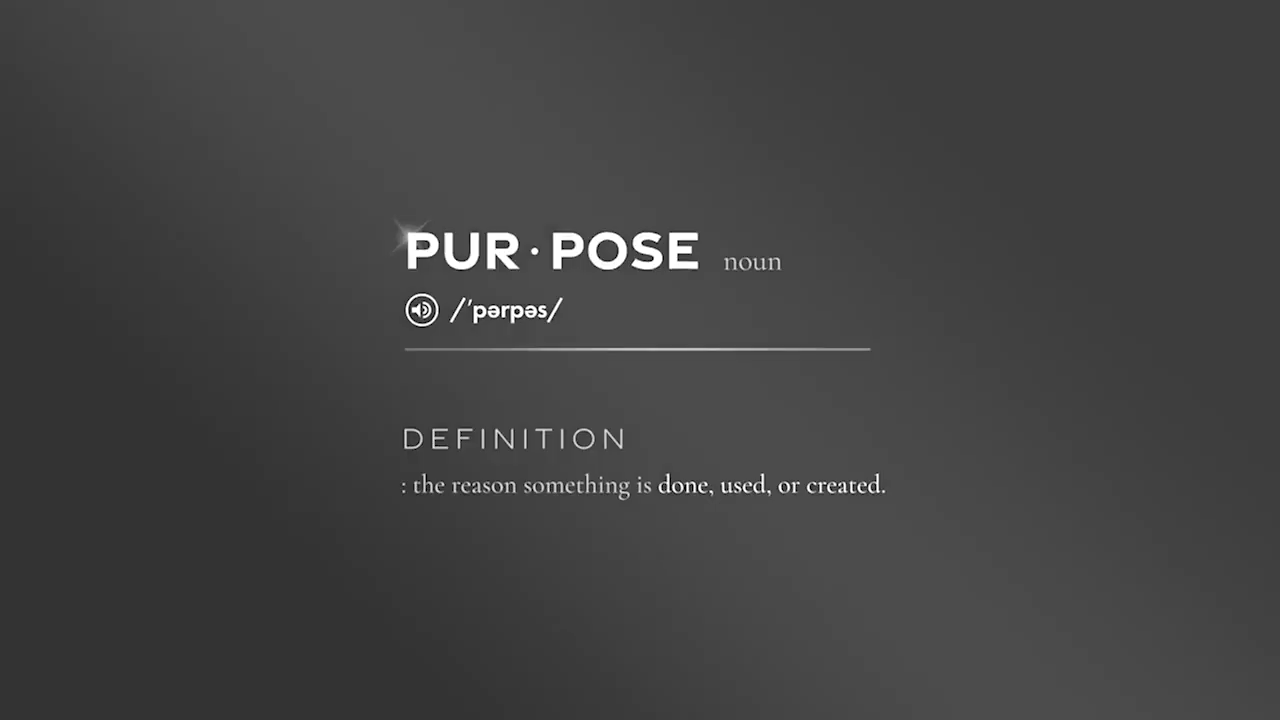 PUR·POSE noun
/ˈpərpəs/
DEFINITION
: the reason something is done, used, or created.